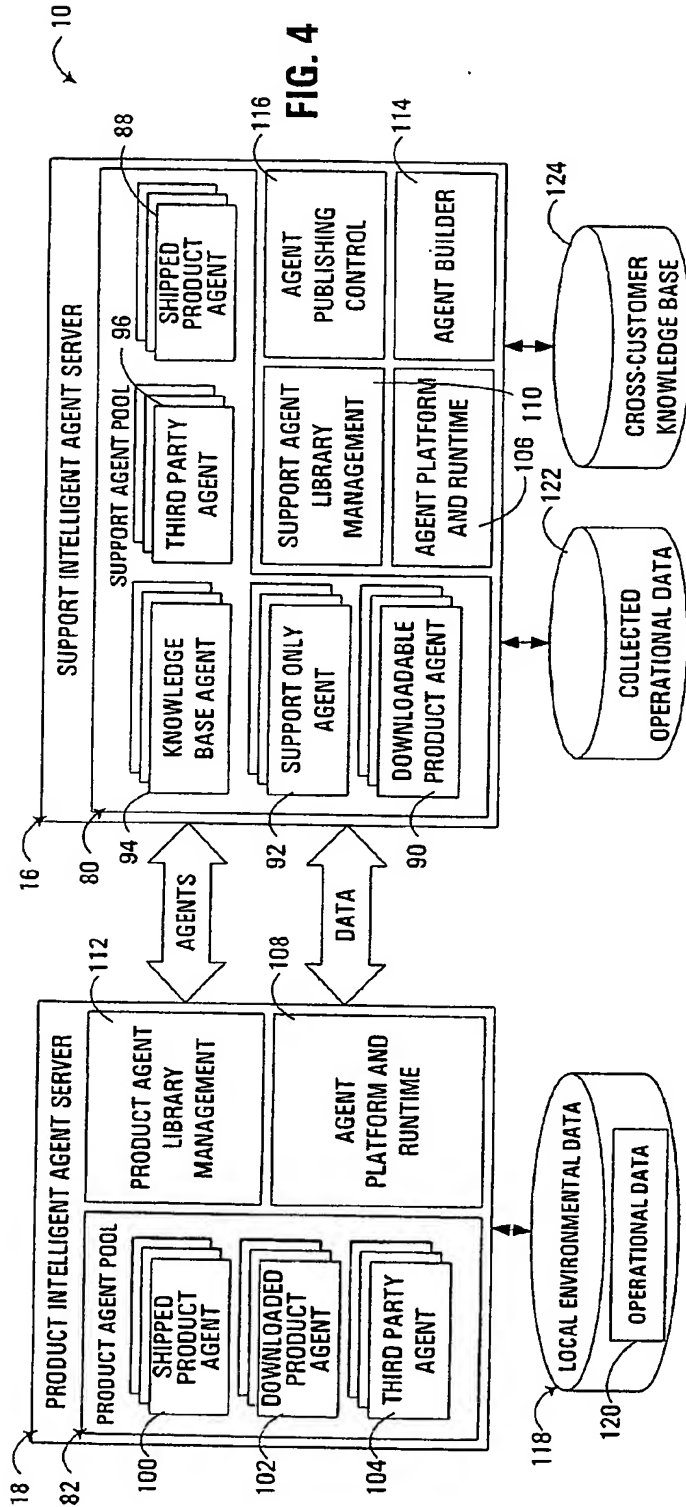 10
FIG. 4
18
PRODUCT INTELLIGENT AGENT SERVER
82
PRODUCT AGENT POOL
SHIPPED
PRODUCT
AGENT
100
DOWNLOADED
PRODUCT
AGENT
102
THIRD PARTY
AGENT
104
PRODUCT AGENT
LIBRARY
MANAGEMENT
112
AGENT
PLATFORM AND
RUNTIME
108
LOCAL ENVIRONMENTAL DATA
118
OPERATIONAL DATA
120
AGENTS
DATA
16
SUPPORT INTELLIGENT AGENT SERVER
80
SUPPORT AGENT POOL
KNOWLEDGE
BASE AGENT
94
THIRD PARTY
AGENT
96
SHIPPED
PRODUCT
AGENT
88
SUPPORT ONLY
AGENT
92
DOWNLOADABLE
PRODUCT AGENT
90
SUPPORT AGENT
LIBRARY
MANAGEMENT
110
AGENT
PUBLISHING
CONTROL
116
AGENT PLATFORM
AND RUNTIME
106
AGENT BUILDER
114
COLLECTED
OPERATIONAL DATA
122
CROSS-CUSTOMER
KNOWLEDGE BASE
124